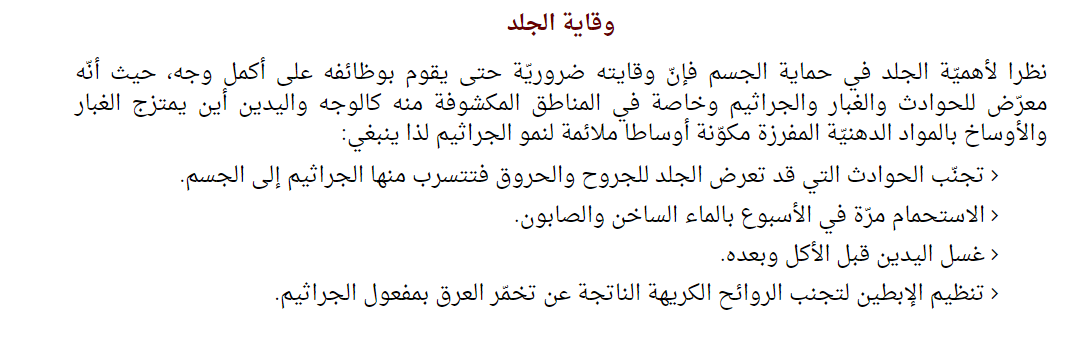 وقاية الجلد
نظرا لأهميّة الجلد في حماية الجسم فإنّ وقايته ضروريّة حتى يقوم بوظائفه على أكمل وجه، حيث أنّه
معرّض للحوادث والغبار والجراثيم وخاصة في المناطق المكشوفة منه كالوجه واليدين أين يمتزج الغبار
والأوساخ بالمواد الدهنيّة المفرزة مكوّنة أوساطا ملائمة لنمو الجراثيم لذا ينبغي:
› تجنّب الحوادث التي قد تعرض الجلد للجروح والحروق فتتسرب منها الجراثيم إلى الجسم.
› الاستحمام مرّة في الأسبوع بالماء الساخن والصابون.
› غسل اليدين قبل الأكل وبعده.
› تنظيم الإبطين لتجنب الروائح الكريهة الناتجة عن تخمّر العرق بمفعول الجراثيم.